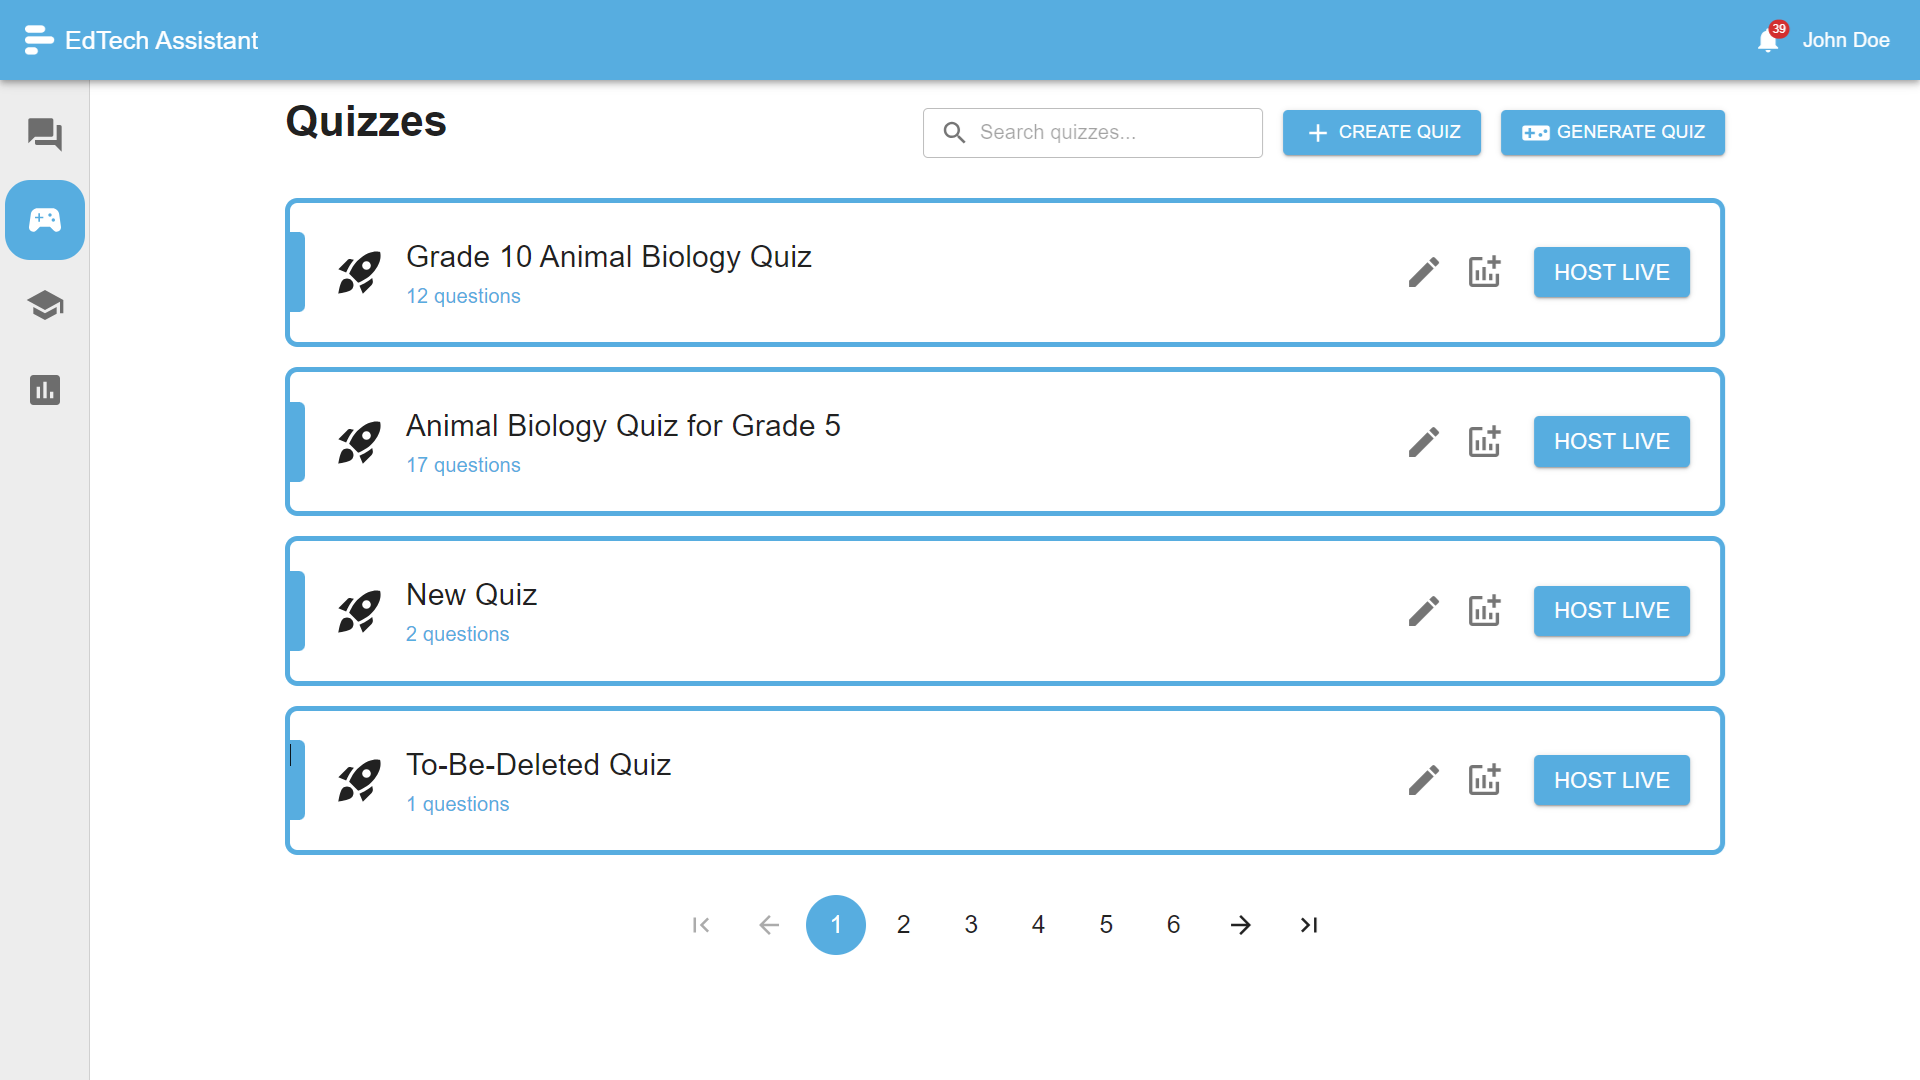 EdTech Assistant
39
John Doe
Quizzes
Search quizzes...
CREATE QUIZ
GENERATE QUIZ
Grade 10 Animal Biology Quiz
12 questions
HOST LIVE
Animal Biology Quiz for Grade 5
17 questions
HOST LIVE
New Quiz
2 questions
HOST LIVE
To-Be-Deleted Quiz
1 questions
HOST LIVE
1 2 3 4 5 6